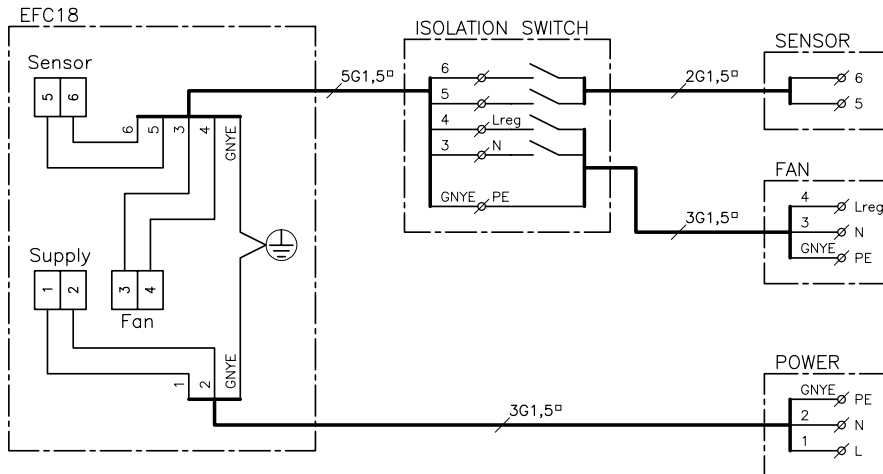 EFC18
Sensor
5 6
6 5 3 4 GNYE
Supply
1 2
3 4
Fan
1 2 GNYE
5G1,5□
ISOLATION SWITCH
6
5
4 Lreg
3 N
GNYE PE
2G1,5□
SENSOR
6
5
3G1,5□
FAN
4 Lreg
3 N
GNYE PE
3G1,5□
POWER
GNYE PE
2 N
1 L